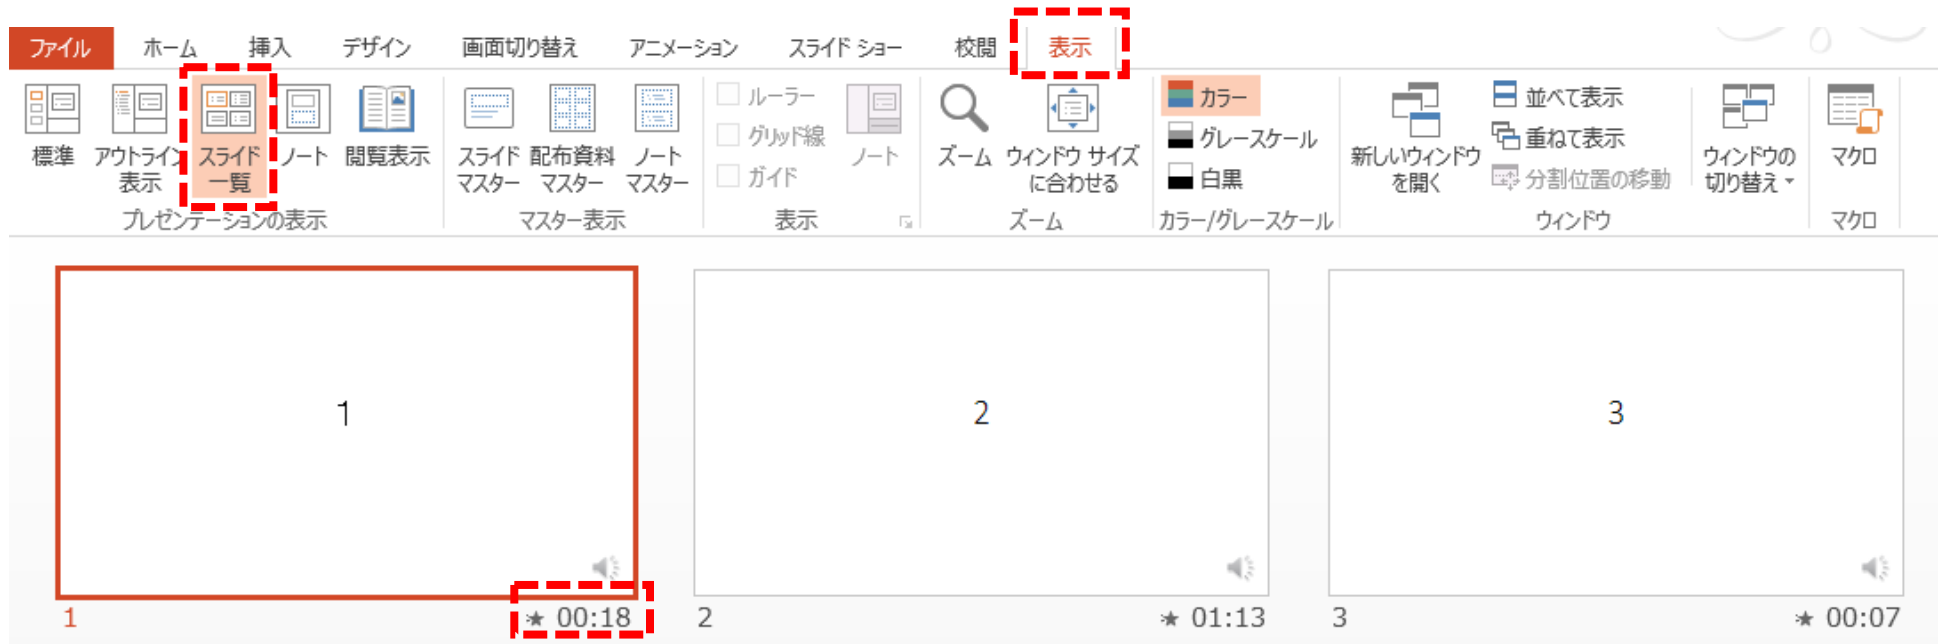 ファイル ホーム 挿入 デザイン 画面切り替え アニメーション スライド ショー 校閲 表示
標準
アウトライン
表示
スライド
一覧
ノート
閲覧表示
プレゼンテーションの表示
スライド
マスター
配布資料
マスター
ノート
マスター
マスター表示
ルーラー
グリッド線
ガイド
ノート
表示
ズーム
ウィンドウ サイズ
に合わせる
ズーム
カラー
グレースケール
白黒
カラー/グレースケール
新しいウィンドウ
を開く
並べて表示
重ねて表示
分割位置の移動
ウィンドウの
切り替え
ウィンドウ
マクロ
マクロ
1
2
3
1 00:18
2 01:13
3 00:07